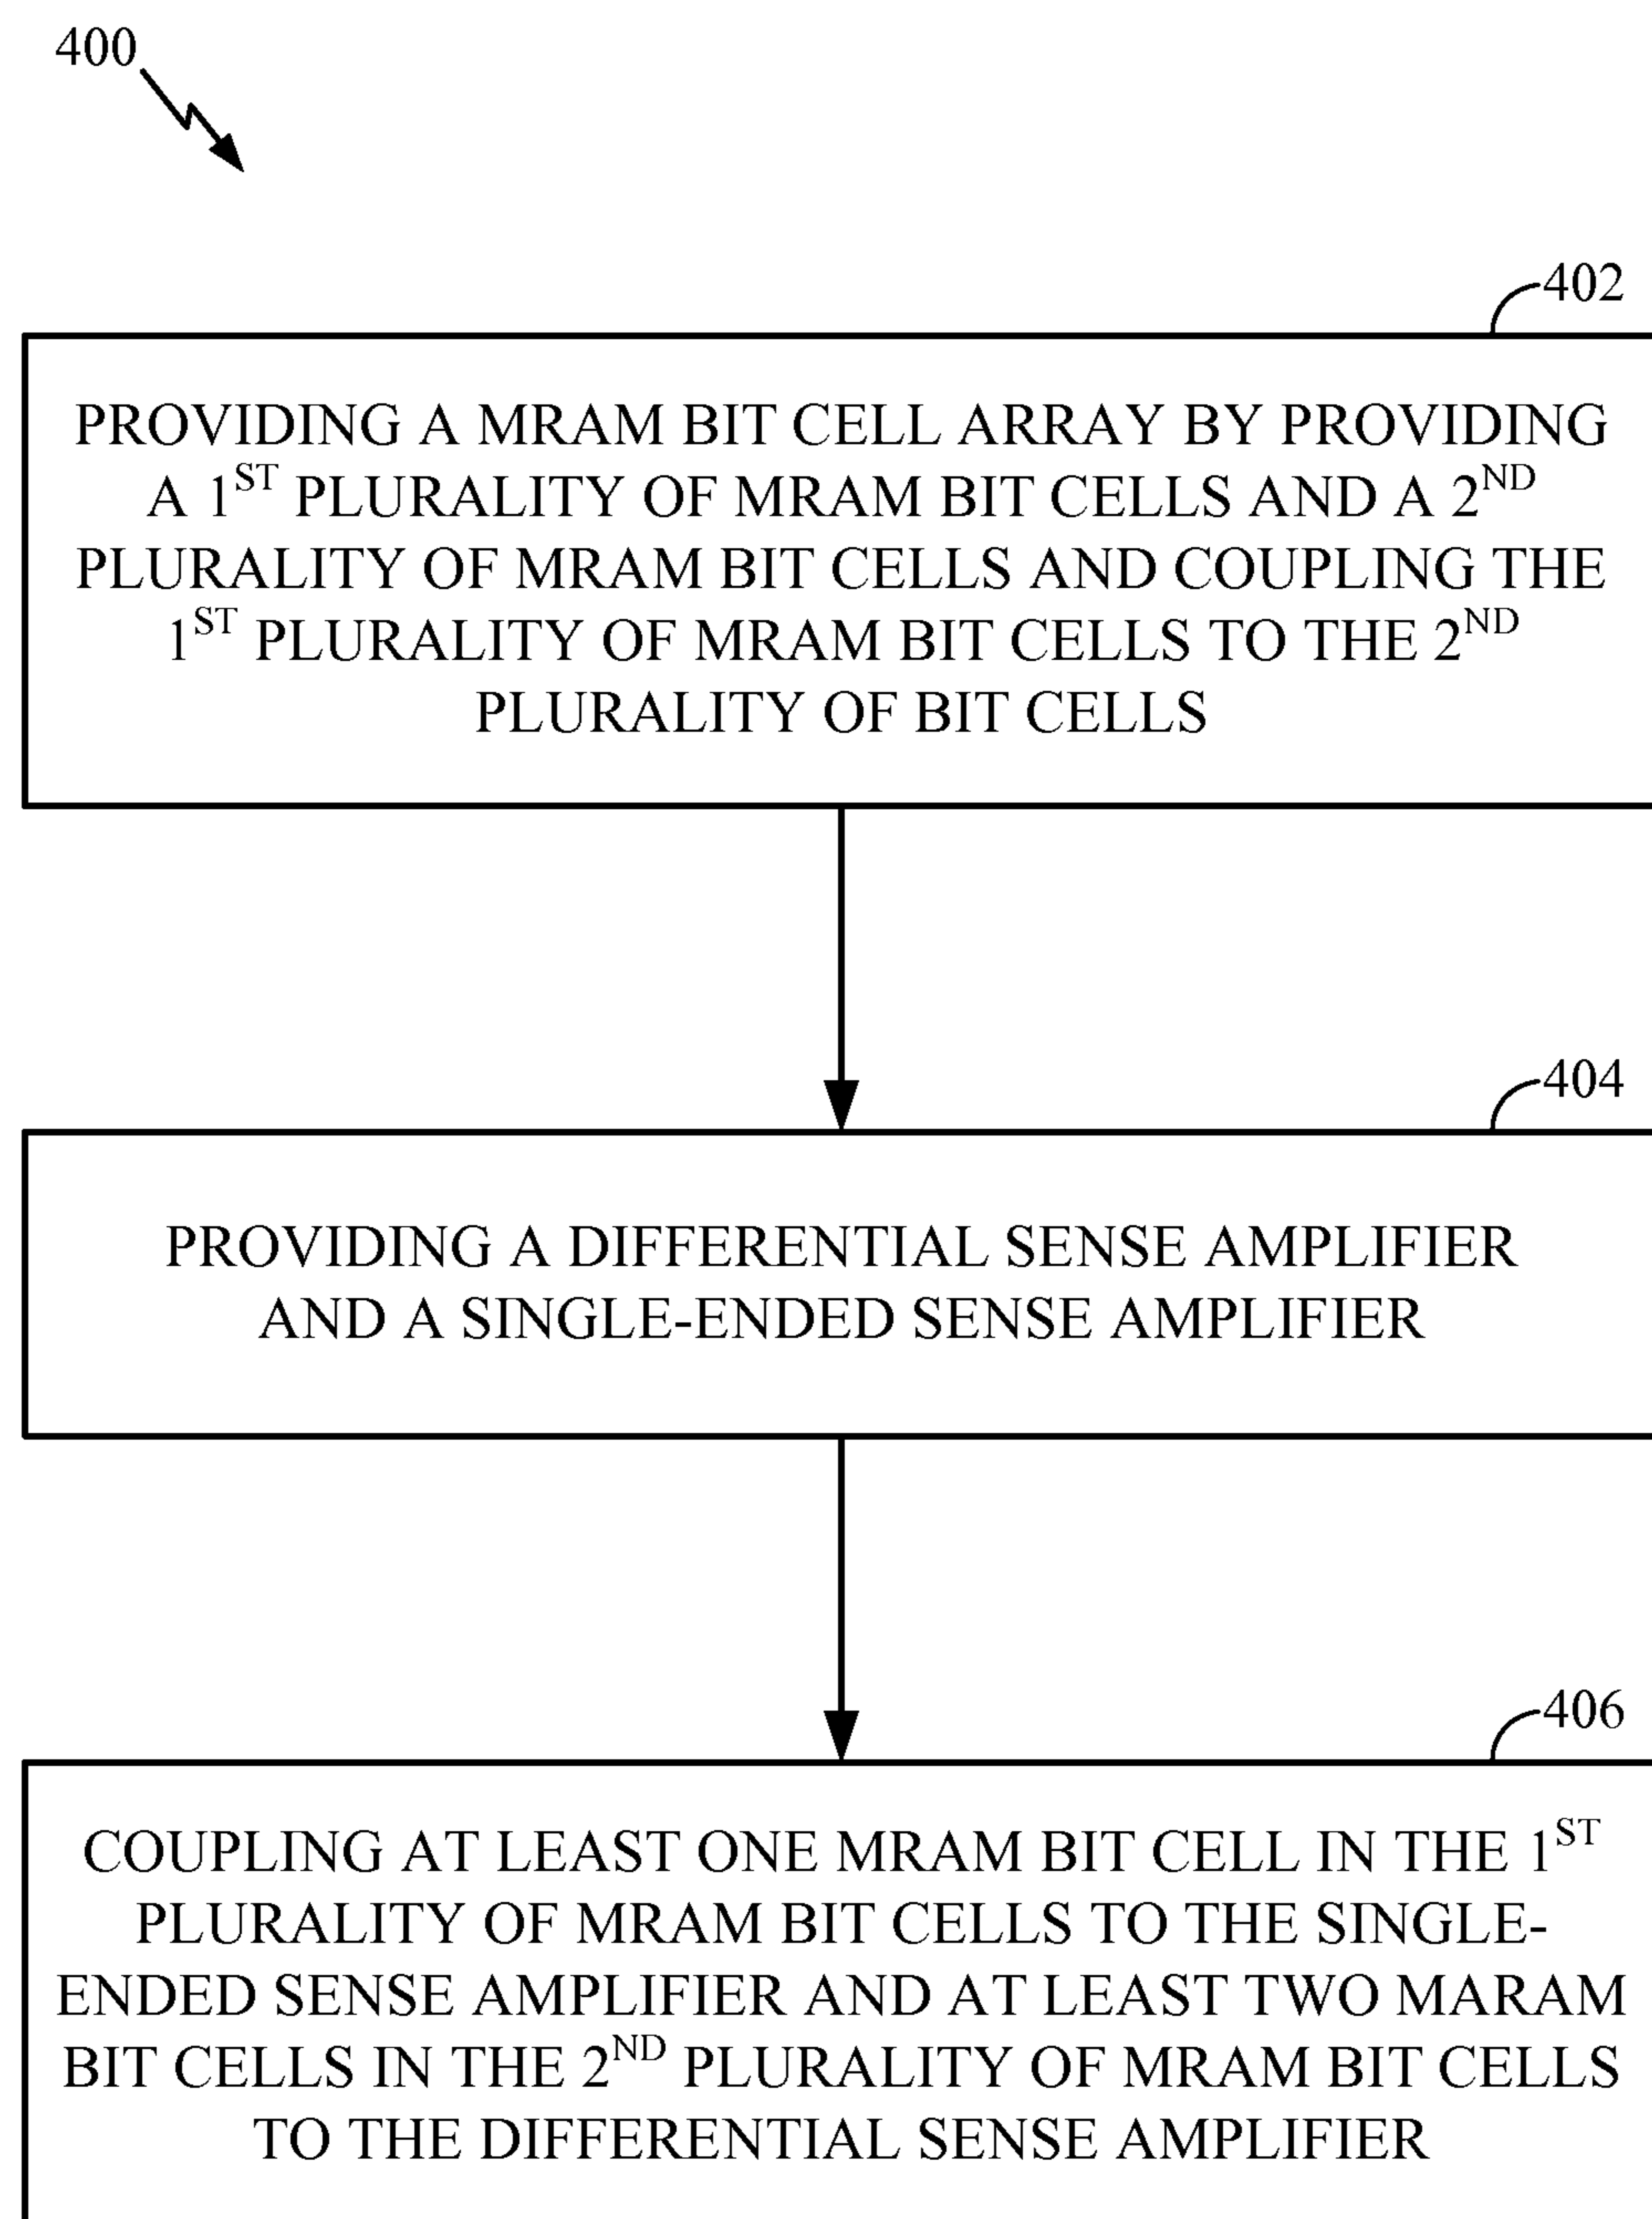 400
402
PROVIDING A MRAM BIT CELL ARRAY BY PROVIDING
A 1ST PLURALITY OF MRAM BIT CELLS AND A 2ND
PLURALITY OF MRAM BIT CELLS AND COUPLING THE
1ST PLURALITY OF MRAM BIT CELLS TO THE 2ND
PLURALITY OF BIT CELLS
404
PROVIDING A DIFFERENTIAL SENSE AMPLIFIER
AND A SINGLE-ENDED SENSE AMPLIFIER
406
COUPLING AT LEAST ONE MRAM BIT CELL IN THE 1ST
PLURALITY OF MRAM BIT CELLS TO THE SINGLE-
ENDED SENSE AMPLIFIER AND AT LEAST TWO MARAM
BIT CELLS IN THE 2ND PLURALITY OF MRAM BIT CELLS
TO THE DIFFERENTIAL SENSE AMPLIFIER